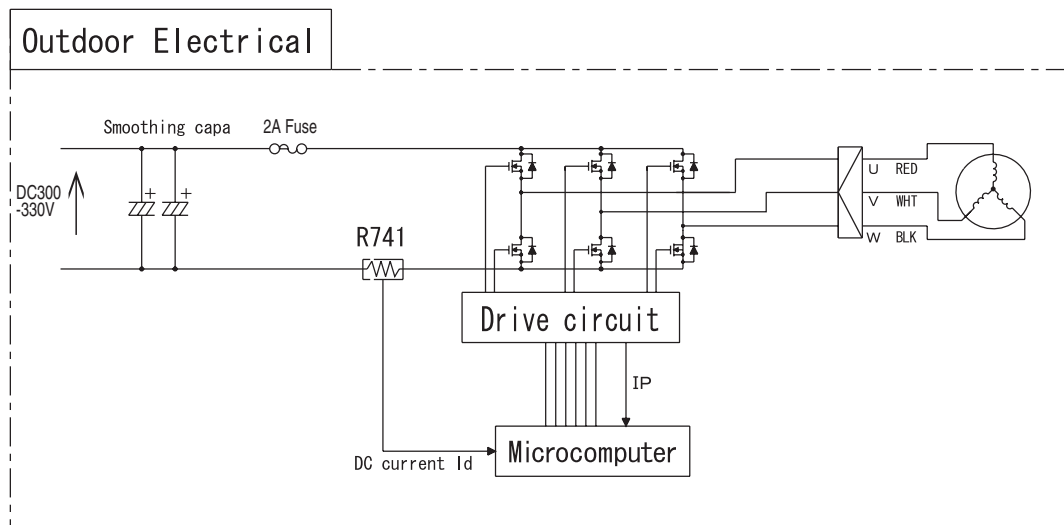 Outdoor Electrical
Smoothing capa
2A Fuse
DC300
-330V
R741
U RED
V WHT
W BLK
Drive circuit
IP
Microcomputer
DC current Id